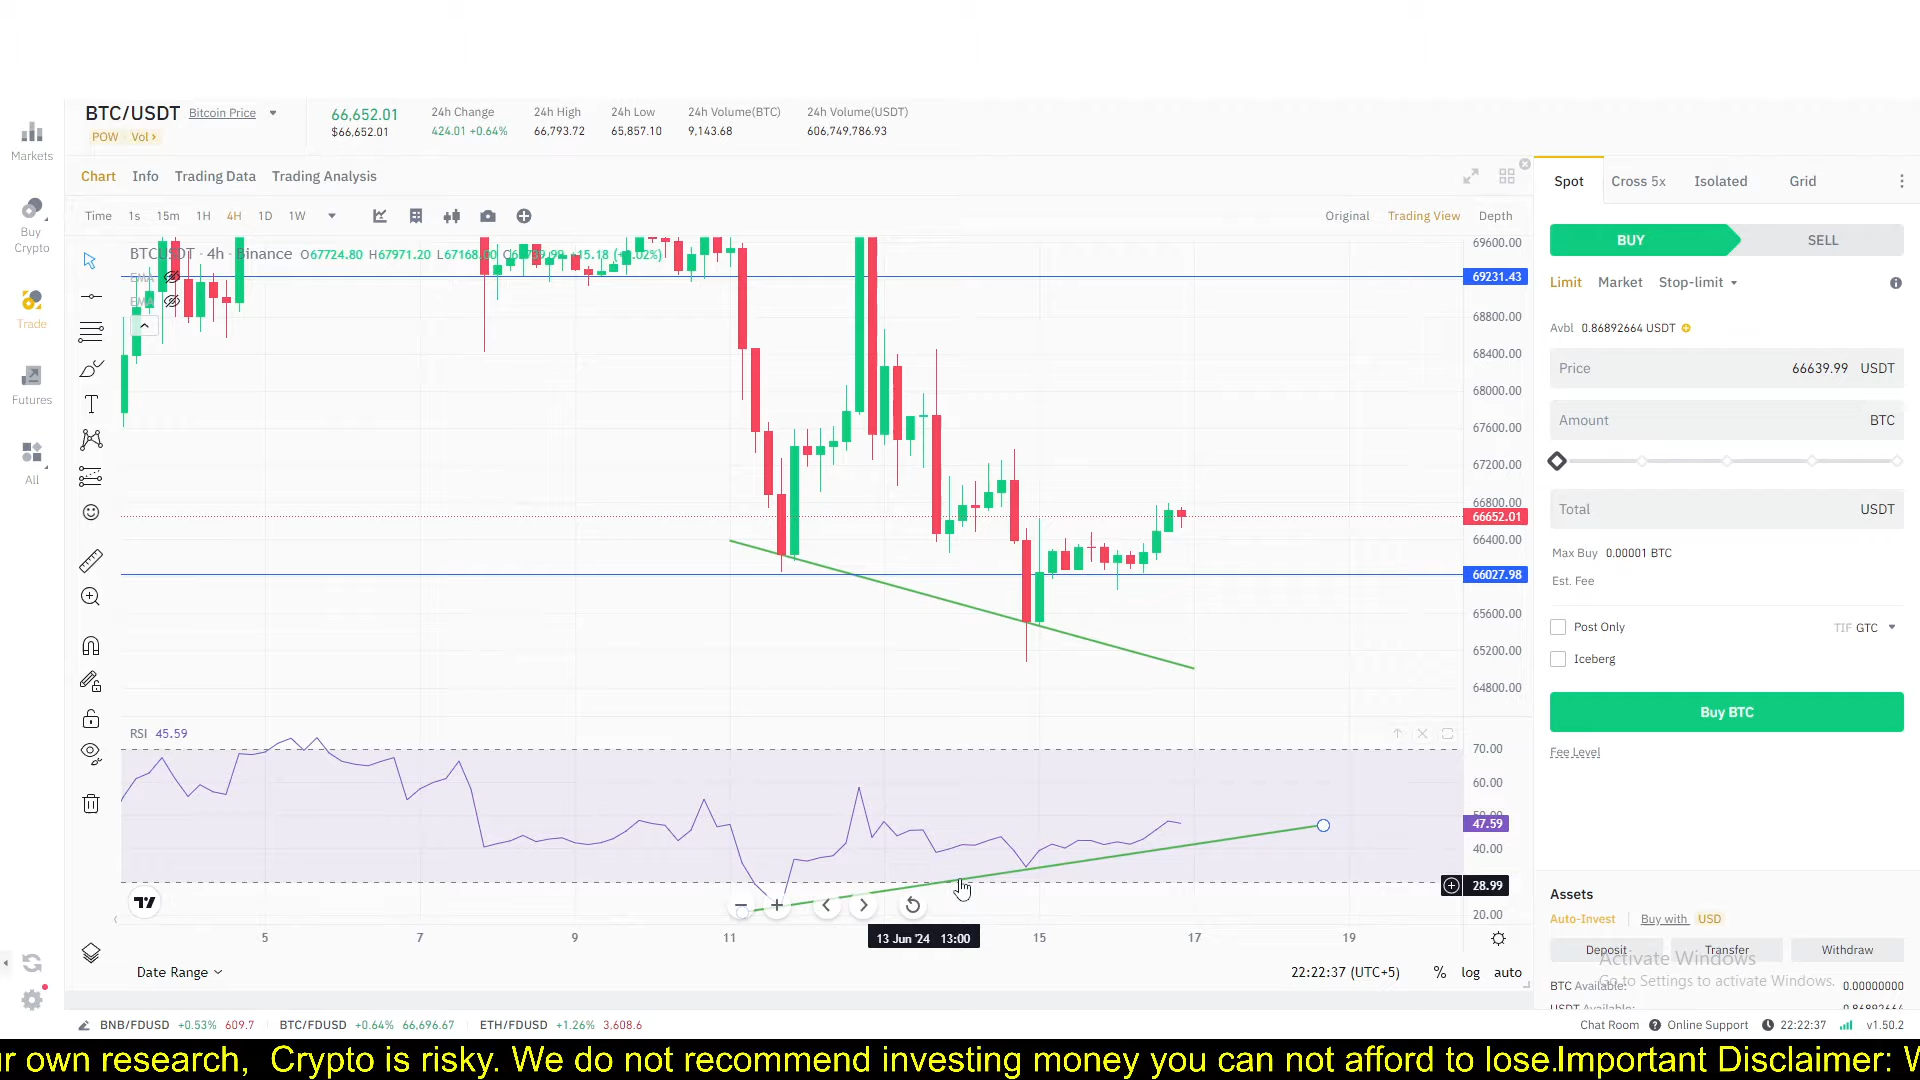 BTC/USDT Bitcoin Price 66,652.01 24h Change 24h High 24h Low 24h Volume(BTC) 24h Volume(USDT)
POW · Vol $66,652.01 424.01 +0.64% 66,793.72 65,857.10 9,143.68 606,749,786.93
Markets
Buy
Crypto
Trade
Futures
All
Chart Info Trading Data Trading Analysis
Time 1s 15m 1H 4H 1D 1W Original Trading View Depth
BTCUSDT · 4h · Binance O67724.80 H67971.20
EMA
EMA
69600.00
69231.43
68800.00
68400.00
68000.00
67600.00
67200.00
66800.00
66652.01
66400.00
66027.98
65600.00
65200.00
64800.00
RSI 45.59
70.00
60.00
47.59
40.00
28.99
20.00
5 7 9 11 13 Jun '24 13:00 15 17 19
Date Range 22:22:37 (UTC+5) % log auto
Spot Cross 5x Isolated Grid
BUY SELL
Limit Market Stop-limit
Avbl 0.86892664 USDT
Price 66639.99 USDT
Amount BTC
Total USDT
Max Buy 0.00001 BTC
Est. Fee
Post Only TIF GTC
Iceberg
Buy BTC
Fee Level
Assets
Auto-Invest Buy with USD
Deposit Transfer Withdraw
Activate Windows
Go to Settings to activate Windows.
BTC Available: 0.00000000
USDT Available: 0.86892664
BNB/FDUSD +0.53% 609.7 BTC/FDUSD +0.64% 66,696.67 ETH/FDUSD +1.26% 3,608.6 Chat Room Online Support 22:22:37 v1.50.2
ur own research, Crypto is risky. We do not recommend investing money you can not afford to lose.Important Disclaimer: W